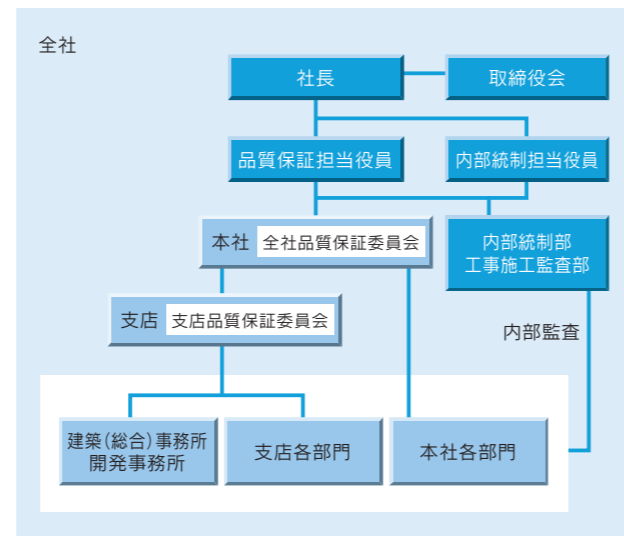 全社
社長
取締役会
品質保証担当役員
内部統制担当役員
本社 全社品質保証委員会
内部統制部
工事施工監査部
支店 支店品質保証委員会
内部監査
建築(総合)事務所
開発事務所
支店各部門
本社各部門